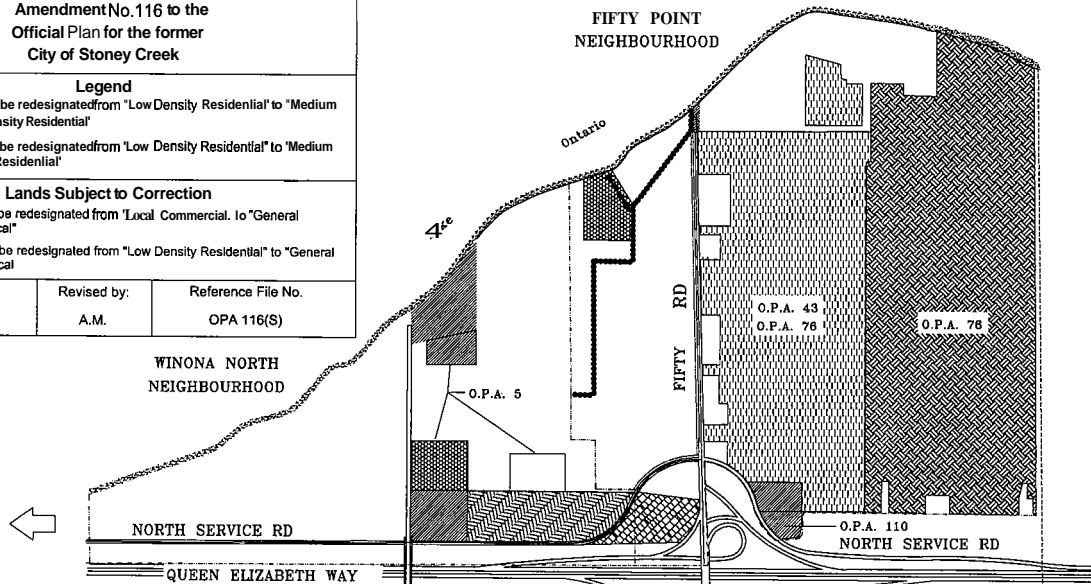 Amendment No.116 to the
Official Plan for the former
City of Stoney Creek
Legend
be redesignated from "Low Density Residenlial' to "Medium
nsity Residential'
be redesignated from 'Low Density Residential" to 'Medium
Residenlial'
Lands Subject to Correction
be redesignated from 'Local Commercial. Io "General
cal"
be redesignated from "Low Density Residential" to "General
cal
Revised by:
A.M.
Reference File No.
OPA 116(S)
FIFTY POINT
NEIGHBOURHOOD
Ontario
WINONA NORTH
NEIGHBOURHOOD
O.P.A. 5
FIFTY RD
O.P.A. 43
O.P.A. 76
O.P.A. 76
O.P.A. 110
NORTH SERVICE RD
NORTH SERVICE RD
QUEEN ELIZABETH WAY